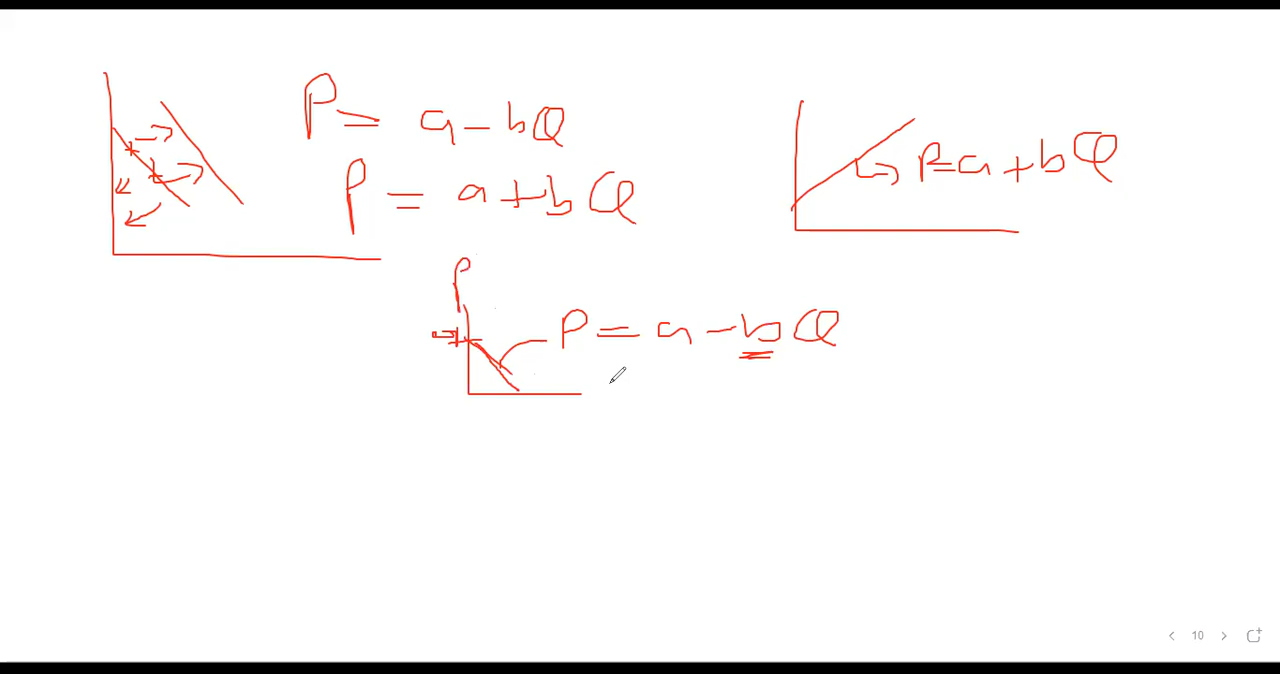 P = a - bQ
P = a + bQ
P = a + bQ
P
P = a - bQ
10